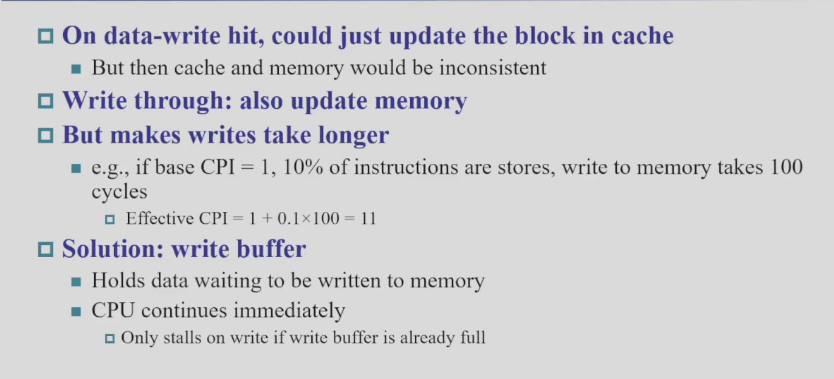 On data-write hit, could just update the block in cache
But then cache and memory would be inconsistent
Write through: also update memory
But makes writes take longer
e.g., if base CPI = 1, 10% of instructions are stores, write to memory takes 100
cycles
Effective CPI = 1 + 0.1×100 = 11
Solution: write buffer
Holds data waiting to be written to memory
CPU continues immediately
Only stalls on write if write buffer is already full